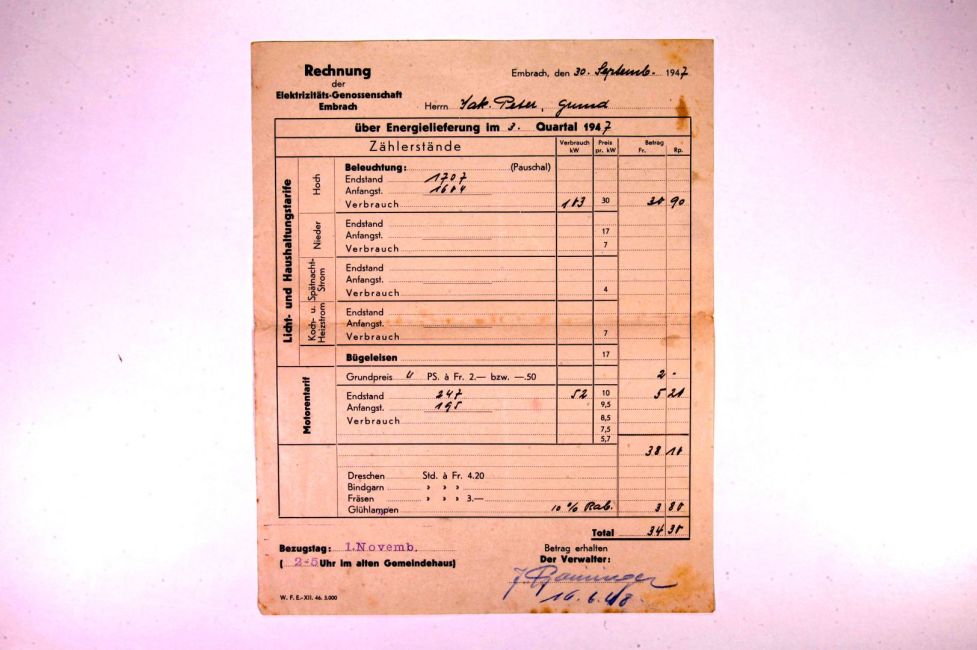 Rechnung
der
Elektrizitäts-Genossenschaft
Embrach
Embrach, den 30. Septemb. 1947
Herrn Jak. Peter, Grund
über Energielieferung im 3. Quartal 1947
Zählerstände
Verbrauch kW
Preis pr. kW
Betrag
Fr. Rp.
Licht- und Haushaltungstarife
Hoch
Beleuchtung: (Pauschal)
Endstand 1707
Anfangst. 1604
Verbrauch 103 30 30 90
Nieder
Endstand
Anfangst. 17
Verbrauch 7
Spätnacht-Strom
Endstand
Anfangst.
Verbrauch 4
Koch- u. Heizstrom
Endstand
Anfangst.
Verbrauch 7
Bügeleisen 17
Motorentarif
Grundpreis 4 PS. à Fr. 2.— bzw. —.50 2 -
Endstand 247 52 10 5 20
Anfangst. 195 9,5
Verbrauch 8,5
7,5
5,7
38 10
Dreschen Std. à Fr. 4.20
Bindgarn » » »
Fräsen » » » 3.—
Glühlampen 10 % Rab. 3 80
Total 34 30
Bezugstag: 1. Novemb.
( 2-5 Uhr im alten Gemeindehaus)
Betrag erhalten
Der Verwalter:
16.6.48.
W. F. E.-XII. 46. 3.000